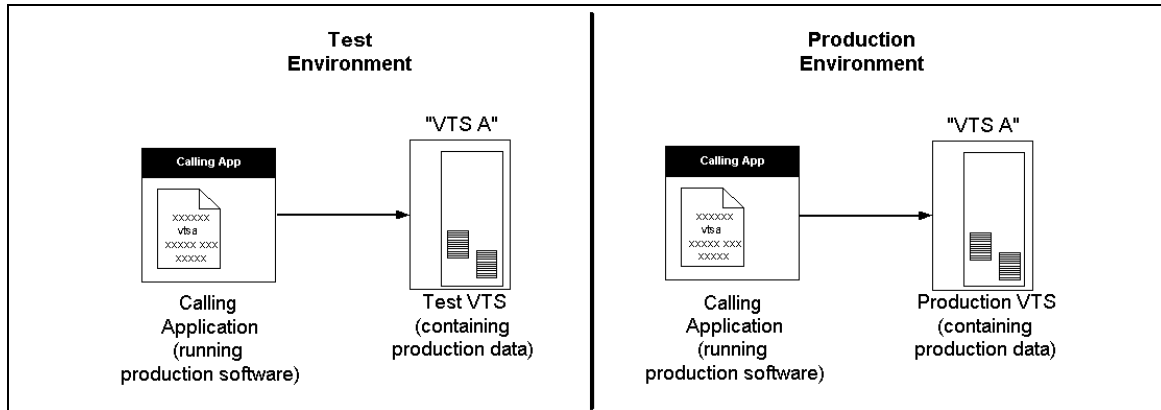 Test
Environment
"VTS A"
Calling App
xxxxxx
vtsa
xxxxx xxx
xxxxx
Calling
Application
(running
production software)
Test VTS
(containing
production data)
Production
Environment
"VTS A"
Calling App
xxxxxx
vtsa
xxxxx xxx
xxxxx
Calling
Application
(running
production software)
Production VTS
(containing
production data)